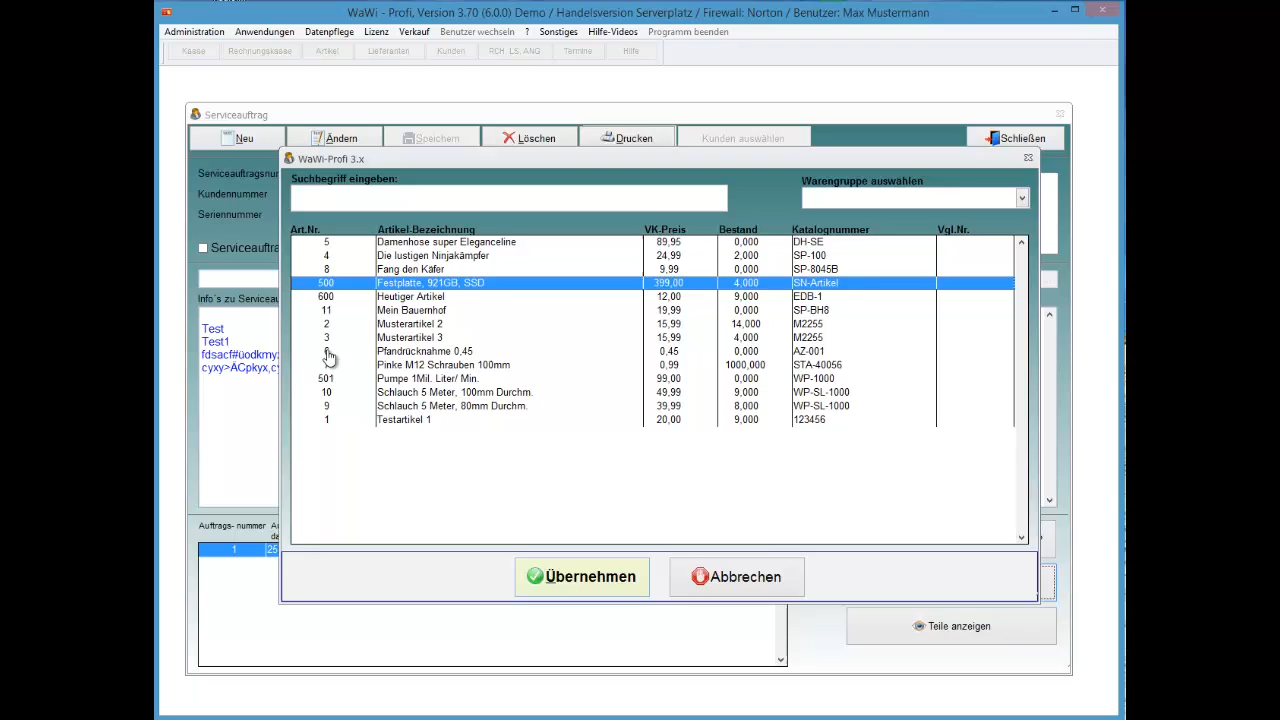 WaWi - Profi, Version 3.70 (6.0.0) Demo / Handelsversion Serverplatz / Firewall: Norton / Benutzer: Max Mustermann
Administration Anwendungen Datenpflege Lizenz Verkauf Benutzer wechseln ? Sonstiges Hilfe-Videos Programm beenden
Kasse Rechnungskasse Artikel Lieferanten Kunden RCH, LS, ANG Termine Hilfe
Serviceauftrag
Neu Ändern Speichern Löschen Drucken Kunden auswählen Schließen
WaWi-Profi 3.x
Serviceauftragsnu
Kundennummer
Seriennummer
Serviceauftra
Info´s zu Serviceau
Test
Test1
fdsacf#üodkmy
cyxy>ÄCpkyx,cy
Suchbegriff eingeben: Warengruppe auswählen
Art.Nr. Artikel-Bezeichnung VK-Preis Bestand Katalognummer Vgl.Nr.
5 Damenhose super Eleganceline 89,95 0,000 DH-SE
4 Die lustigen Ninjakämpfer 24,99 2,000 SP-100
8 Fang den Käfer 9,99 0,000 SP-8045B
500 Festplatte, 921GB, SSD 399,00 4,000 SN-Artikel
600 Heutiger Artikel 12,00 9,000 EDB-1
11 Mein Bauernhof 19,99 0,000 SP-BH8
2 Musterartikel 2 15,99 14,000 M2255
3 Musterartikel 3 15,99 4,000 M2255
Pfandrücknahme 0,45 0,45 0,000 AZ-001
Pinke M12 Schrauben 100mm 0,99 1000,000 STA-40056
501 Pumpe 1Mil. Liter/ Min. 99,00 0,000 WP-1000
10 Schlauch 5 Meter, 100mm Durchm. 49,99 9,000 WP-SL-1000
9 Schlauch 5 Meter, 80mm Durchm. 39,99 8,000 WP-SL-1000
1 Testartikel 1 20,00 9,000 123456
Auftrags- nummer
1 25
Übernehmen Abbrechen
Teile anzeigen